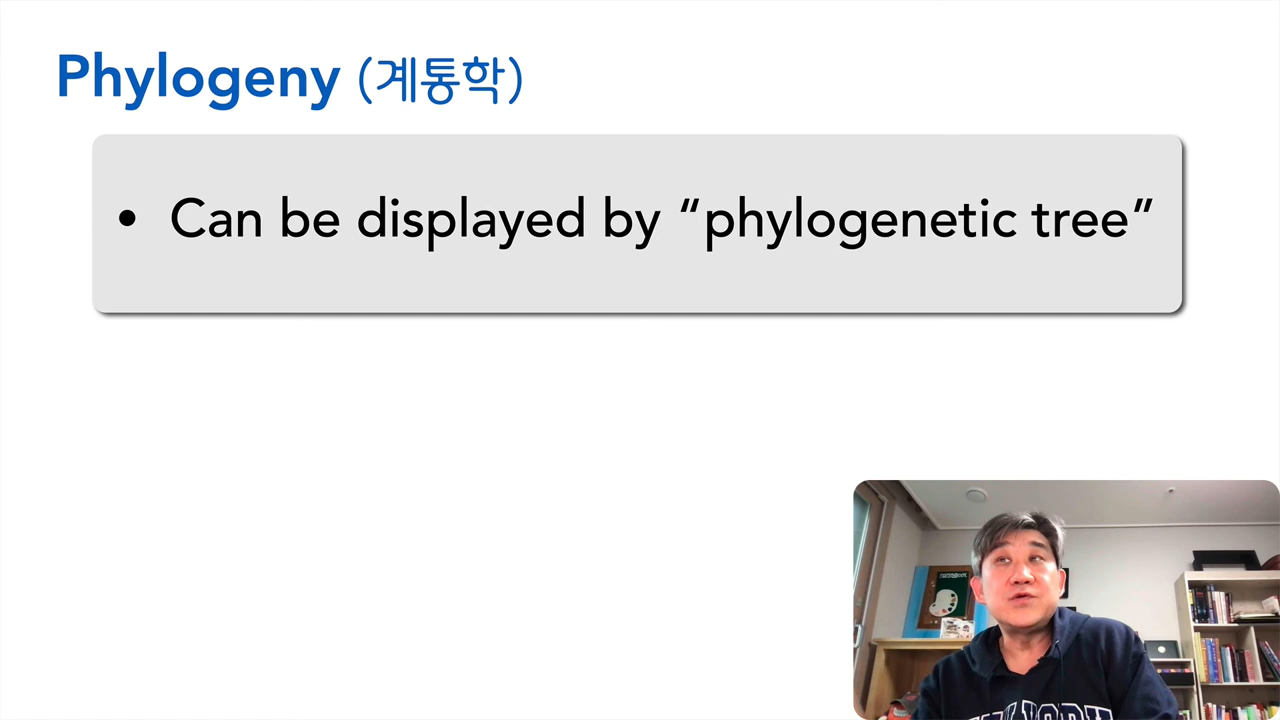 Phylogeny (계통학)
• Can be displayed by “phylogenetic tree”